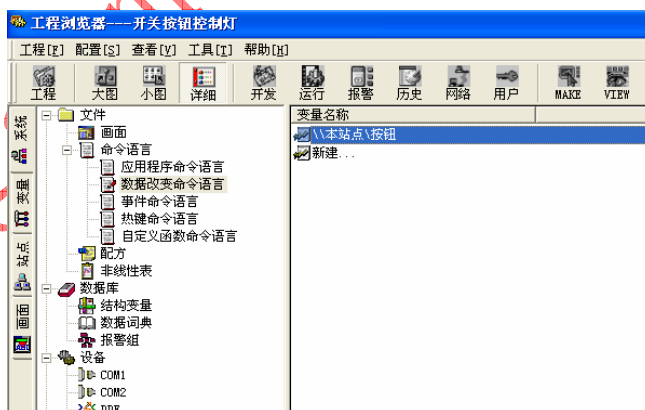 工程浏览器---开关按钮控制灯
工程[F] 配置[S] 查看[V] 工具[T] 帮助[H]
工程 大图 小图 详细 开发 运行 报警 历史 网络 用户 MAKE VIEW
系统
变量
站点
画面
文件
画面
命令语言
应用程序命令语言
数据改变命令语言
事件命令语言
热键命令语言
自定义函数命令语言
配方
非线性表
数据库
结构变量
数据词典
报警组
设备
COM1
COM2
DDE
变量名称
\\本站点\按钮
新建...